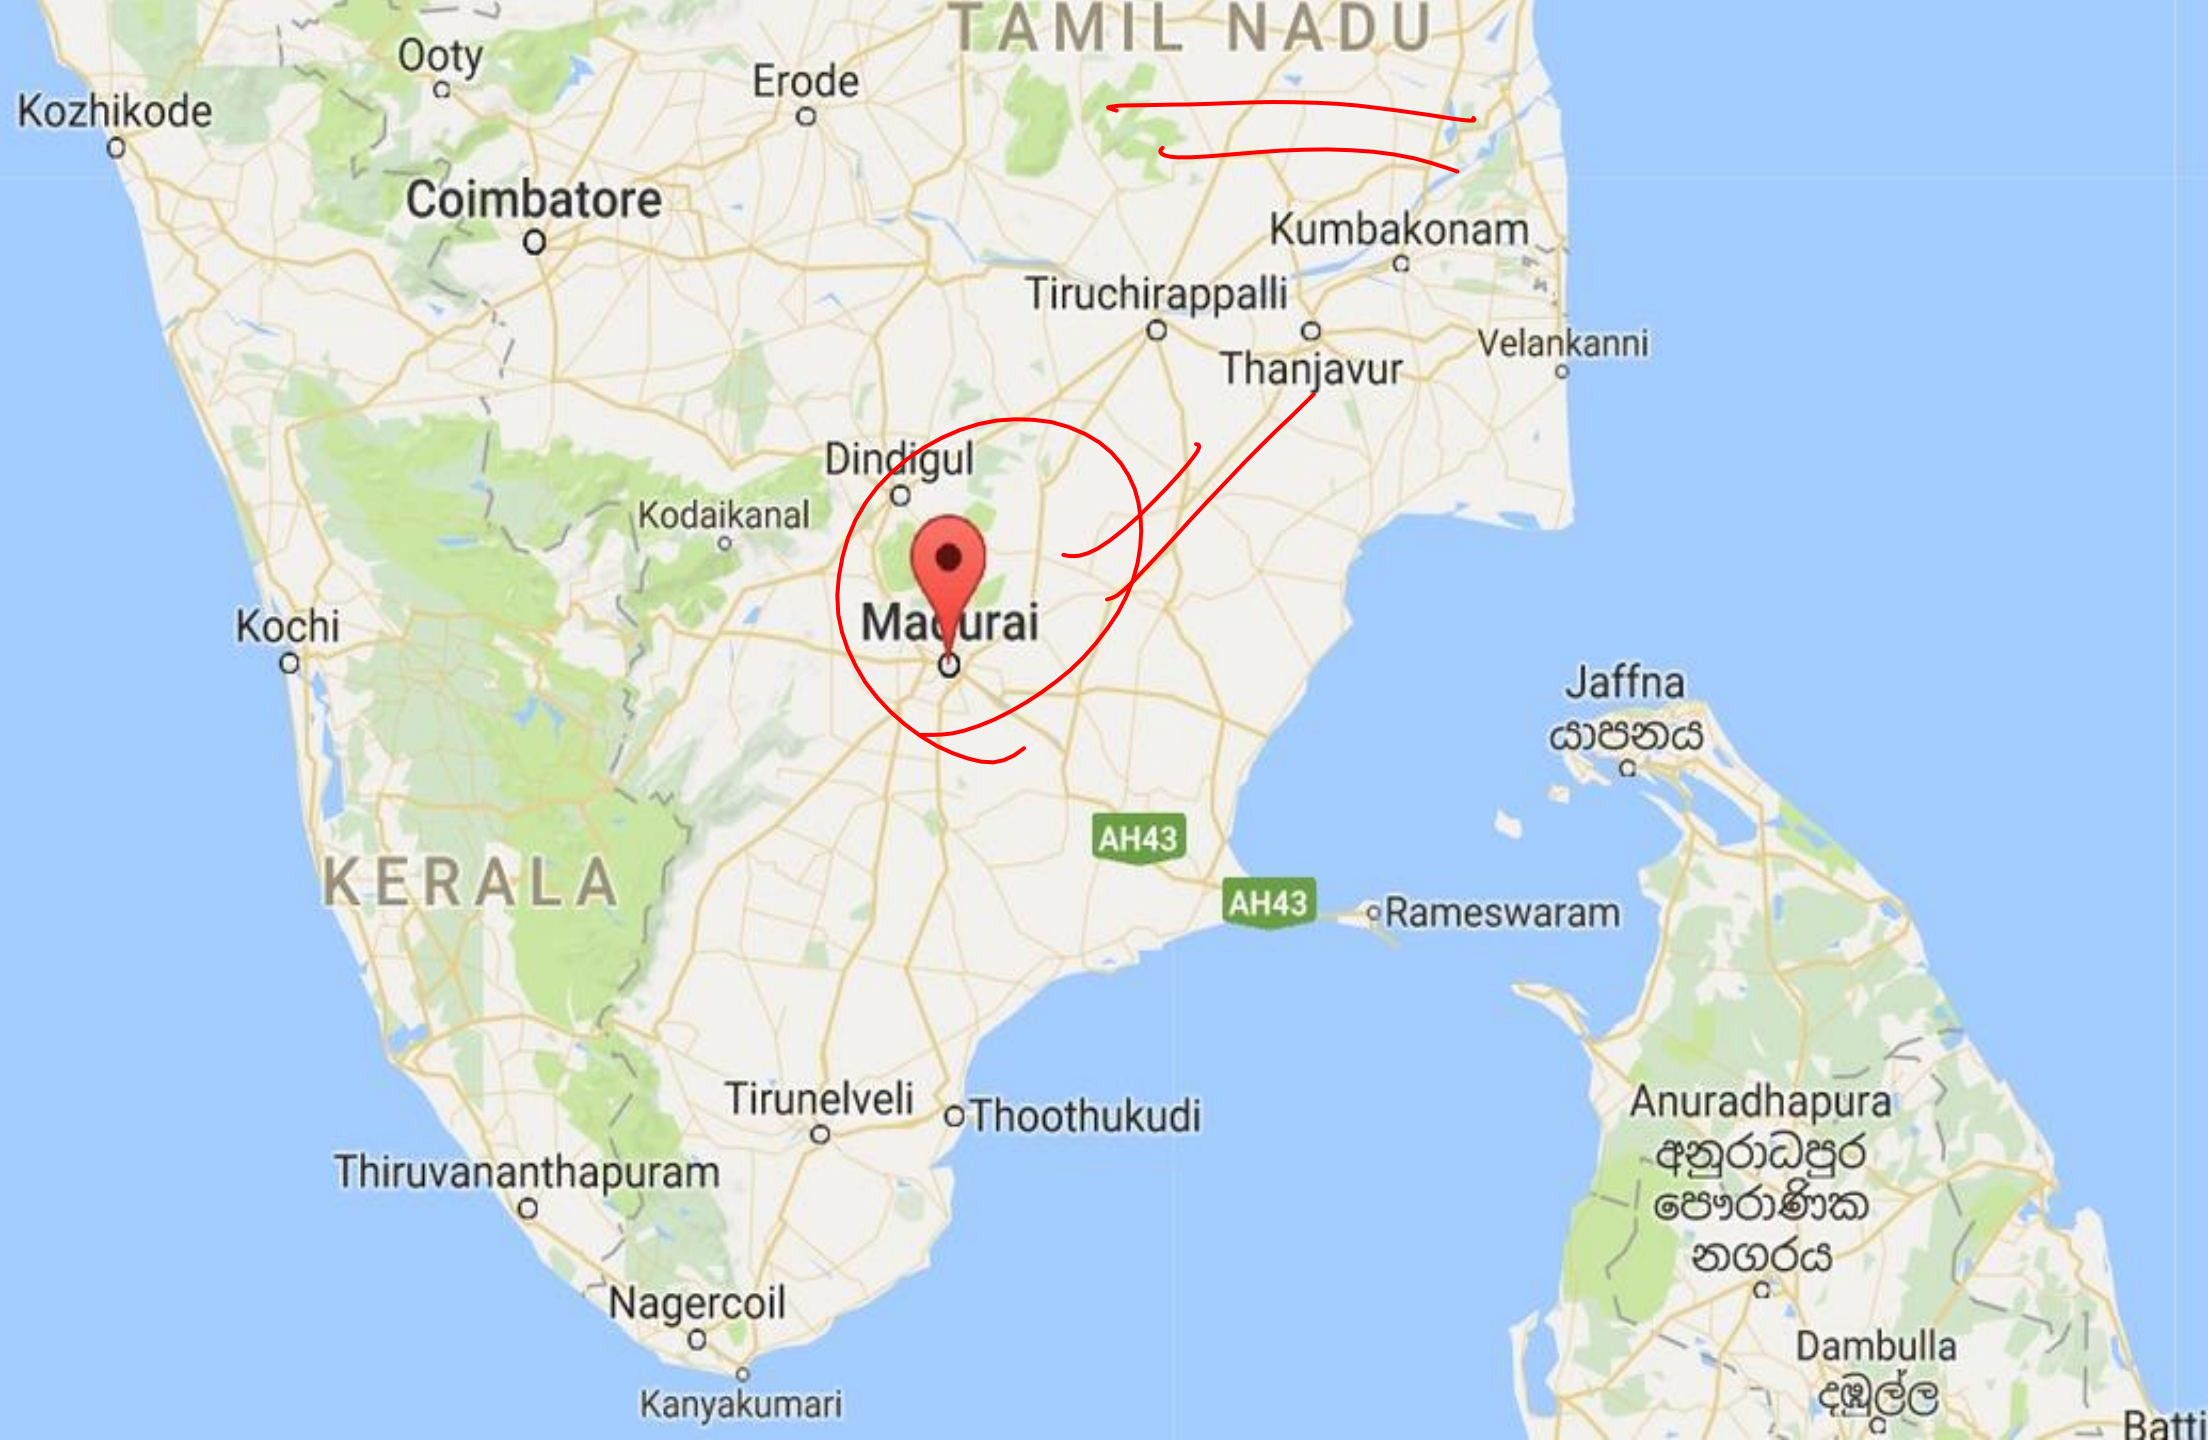 TAMIL NADU
Ooty
Erode
Kozhikode
Coimbatore
Kumbakonam
Tiruchirappalli
Velankanni
Thanjavur
Dindigul
Kodaikanal
Madurai
Kochi
Jaffna
යාපනය
AH43
KERALA
AH43
Rameswaram
Tirunelveli
Thoothukudi
Anuradhapura
අනුරාධපුර
පෞරාණික
නගරය
Thiruvananthapuram
Nagercoil
Dambulla
දඹුල්ල
Kanyakumari
Batti